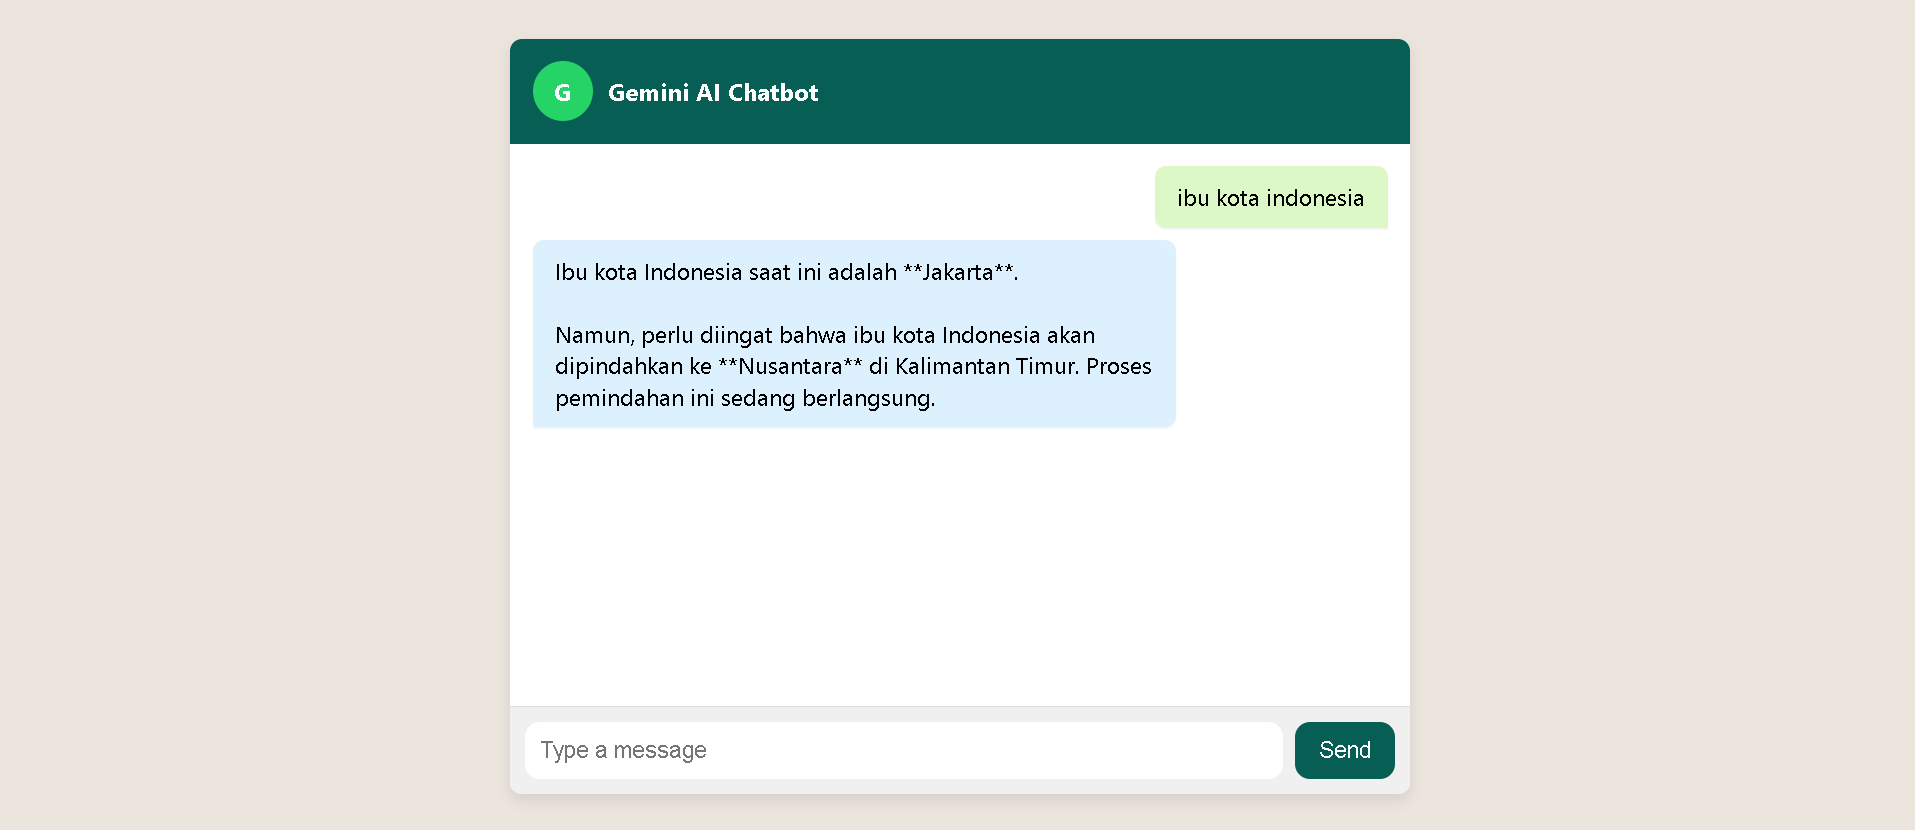 G
Gemini AI Chatbot
ibu kota indonesia
Ibu kota Indonesia saat ini adalah **Jakarta**.
Namun, perlu diingat bahwa ibu kota Indonesia akan
dipindahkan ke **Nusantara** di Kalimantan Timur. Proses
pemindahan ini sedang berlangsung.
Type a message
Send